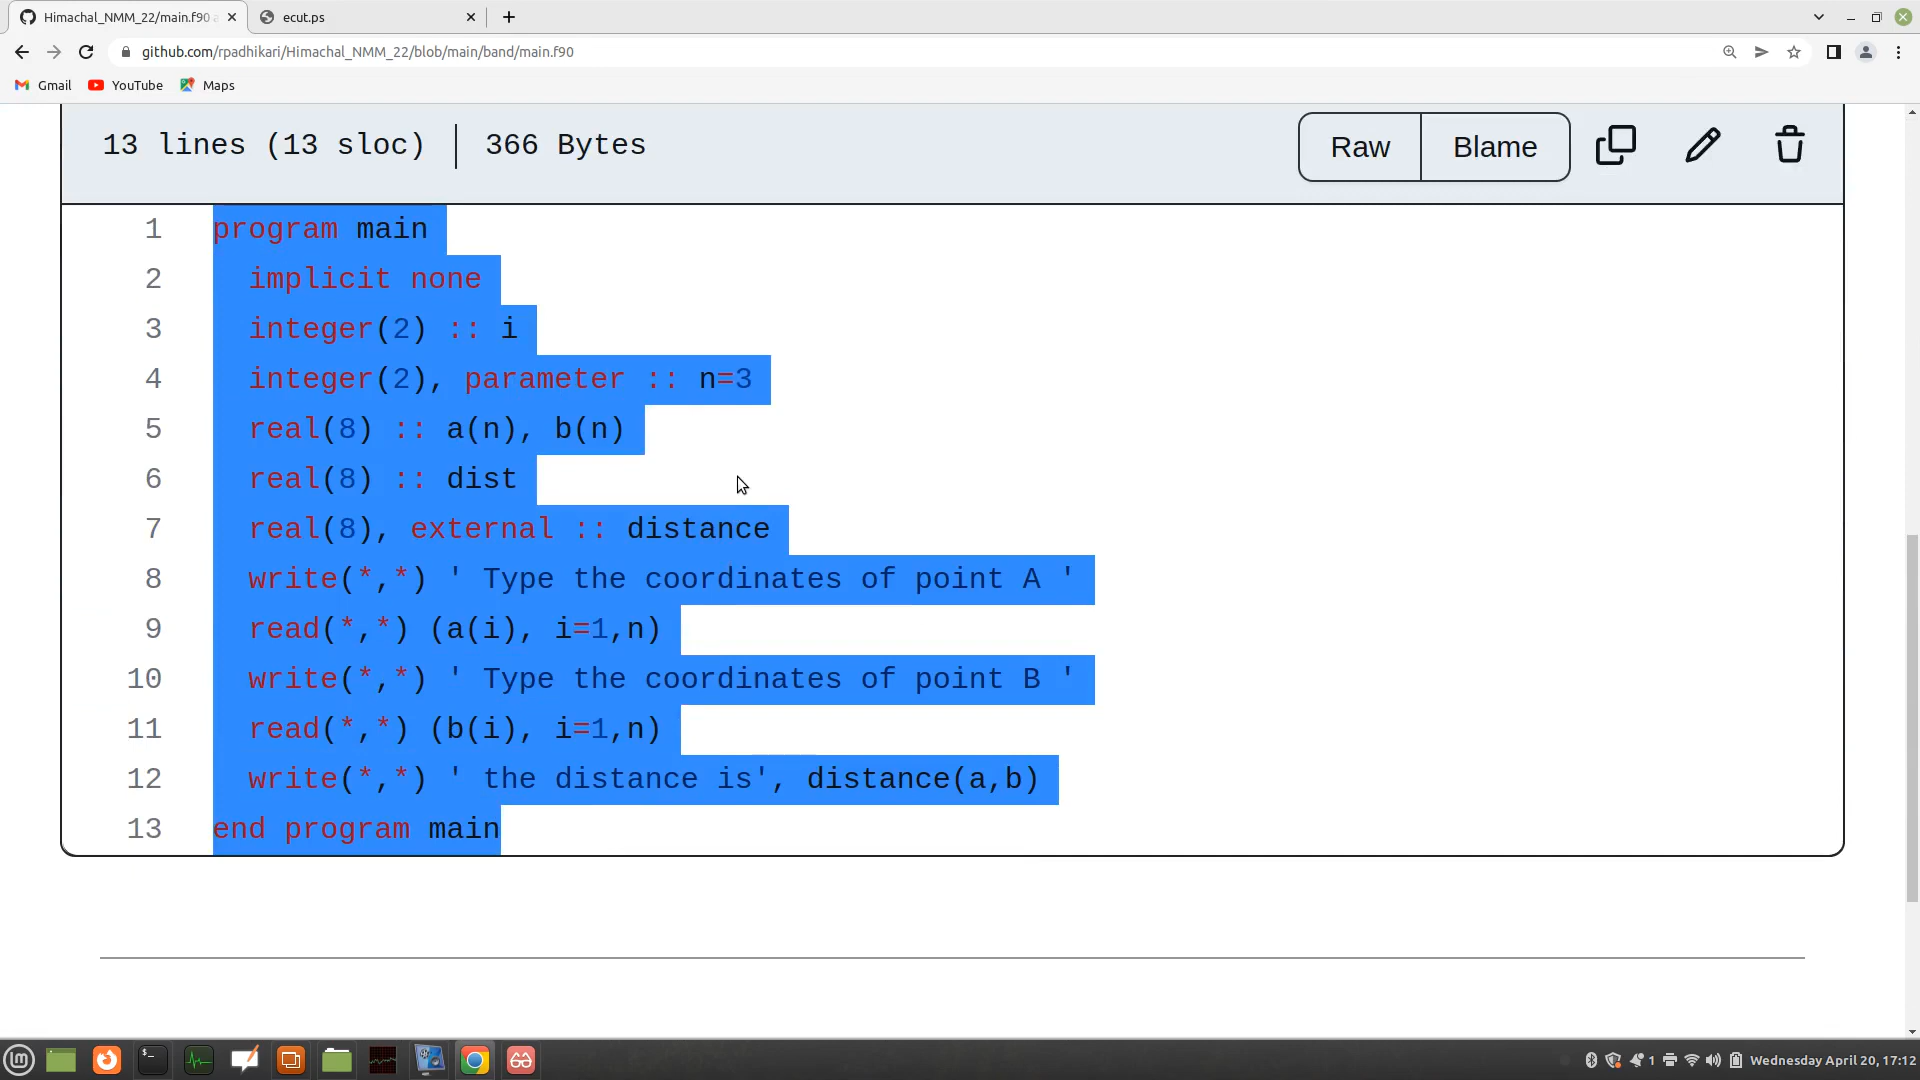 Himachal_NMM_22/main.f90
ecut.ps
github.com/rpadhikari/Himachal_NMM_22/blob/main/band/main.f90
Gmail YouTube Maps
13 lines (13 sloc) 366 Bytes Raw Blame
1 program main
2 implicit none
3 integer(2) :: i
4 integer(2), parameter :: n=3
5 real(8) :: a(n), b(n)
6 real(8) :: dist
7 real(8), external :: distance
8 write(*,*) ' Type the coordinates of point A '
9 read(*,*) (a(i), i=1,n)
10 write(*,*) ' Type the coordinates of point B '
11 read(*,*) (b(i), i=1,n)
12 write(*,*) ' the distance is', distance(a,b)
13 end program main
1 Wednesday April 20, 17:12